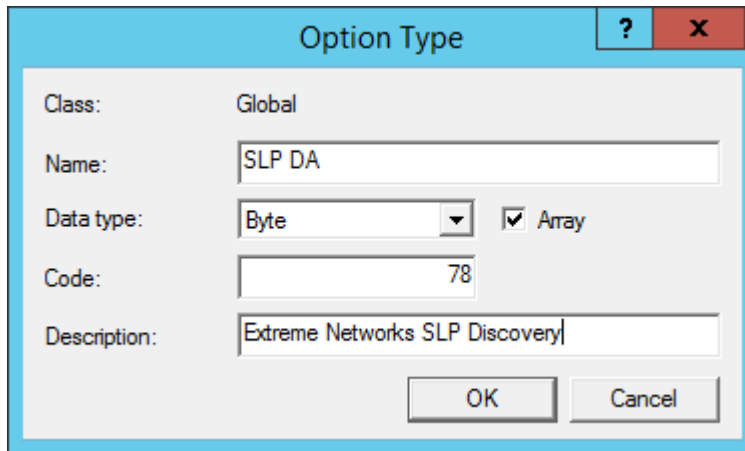 Option Type
?
x
Class: Global
Name: SLP DA
Data type: Byte Array
Code: 78
Description: Extreme Networks SLP Discovery
OK Cancel